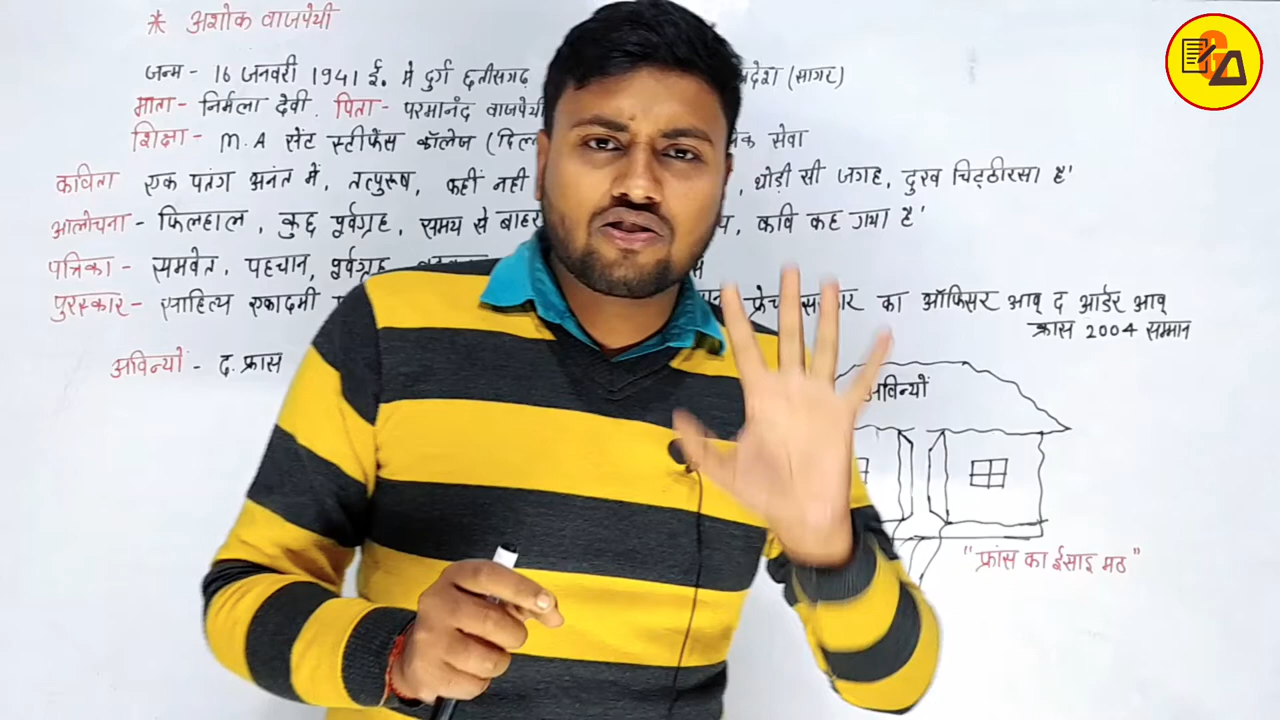 * अशोक वाजपेयी
जन्म - 16 जनवरी 1941 ई. मे दुर्ग छत्तीसगढ़ (सागर)
माता - निर्मला देवी. पिता - परमानंद वाजपेयी
शिक्षा - M.A सेंट स्टीफेंस कॉलेज सेवा
कविता एक पतंग अनंत में, तत्पुरुष, कहीं नही , थोड़ी सी जगह, दुख चिट्ठीरसा है'
आलोचना - फिलहाल, कुछ पूर्वग्रह, समय से बाहर , कवि कह गया है'
पत्रिका - समवेत, पहचान, पूर्वग्रह
पुरस्कार - साहित्य एकादमी का ऑफिसर आव् द आर्डर आव्
क्रास 2004 सम्मान
अविन्यों - द. फ्रास
अविन्यों
"फ्रांस का ईसाइ मठ"